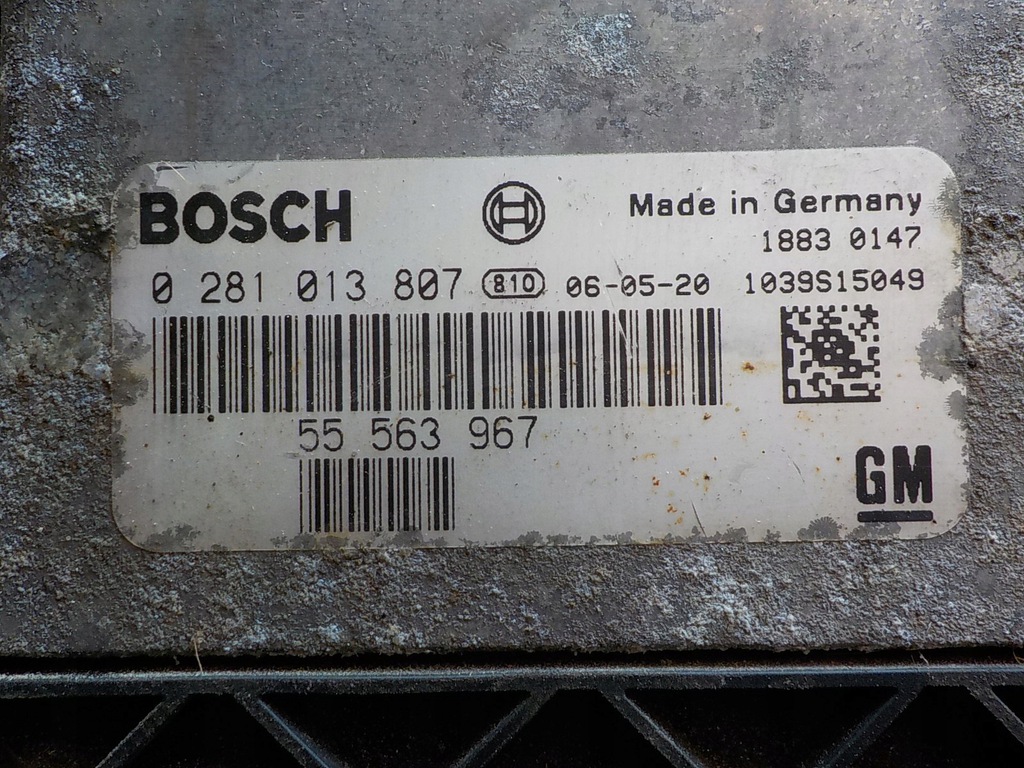 BOSCH
Made in Germany
1883 0147
0 281 013 807 810 06-05-20 1039S15049
55 563 967
GM